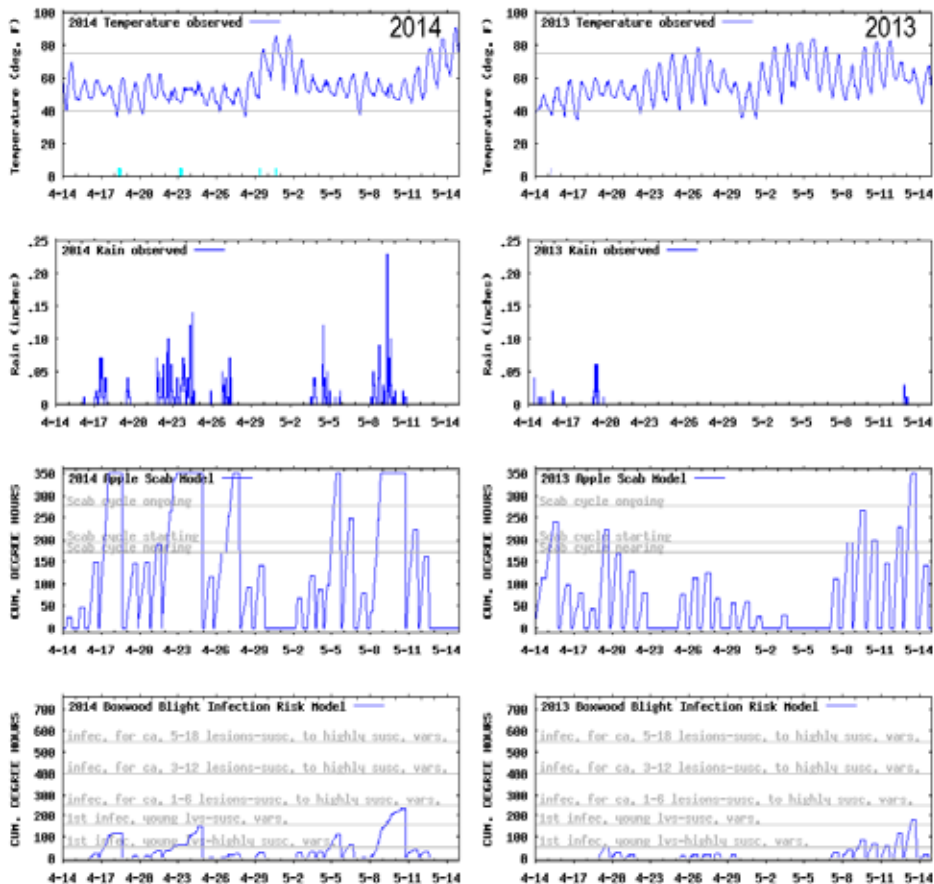 2014 Temperature observed 2014
Temperature (deg. F)
100
80
60
40
20
0
4-14 4-17 4-20 4-23 4-26 4-29 5-2 5-5 5-8 5-11 5-14
2013 Temperature observed 2013
Temperature (deg. F)
100
80
60
40
20
0
4-14 4-17 4-20 4-23 4-26 4-29 5-2 5-5 5-8 5-11 5-14
2014 Rain observed
Rain (inches)
.25
.20
.15
.10
.05
0
4-14 4-17 4-20 4-23 4-26 4-29 5-2 5-5 5-8 5-11 5-14
2013 Rain observed
Rain (inches)
.25
.20
.15
.10
.05
0
4-14 4-17 4-20 4-23 4-26 4-29 5-2 5-5 5-8 5-11 5-14
2014 Apple Scab Model
CUM. DEGREE HOURS
350
300
250
200
150
100
50
0
Scab cycle ongoing
Scab cycle starting
Scab cycle nearing
4-14 4-17 4-20 4-23 4-26 4-29 5-2 5-5 5-8 5-11 5-14
2013 Apple Scab Model
CUM. DEGREE HOURS
350
300
250
200
150
100
50
0
Scab cycle ongoing
Scab cycle starting
Scab cycle nearing
4-14 4-17 4-20 4-23 4-26 4-29 5-2 5-5 5-8 5-11 5-14
2014 Boxwood Blight Infection Risk Model
CUM. DEGREE HOURS
700
600
500
400
300
200
100
0
infec. for ca. 5-18 lesions-susc. to highly susc. vars.
infec. for ca. 3-12 lesions-susc. to highly susc. vars.
infec. for ca. 1-6 lesions-susc. to highly susc. vars.
1st infec. young lvs-susc. vars.
1st infec. young lvs-highly susc. vars.
4-14 4-17 4-20 4-23 4-26 4-29 5-2 5-5 5-8 5-11 5-14
2013 Boxwood Blight Infection Risk Model
CUM. DEGREE HOURS
700
600
500
400
300
200
100
0
infec. for ca. 5-18 lesions-susc. to highly susc. vars.
infec. for ca. 3-12 lesions-susc. to highly susc. vars.
infec. for ca. 1-6 lesions-susc. to highly susc. vars.
1st infec. young lvs-susc. vars.
1st infec. young lvs-highly susc. vars.
4-14 4-17 4-20 4-23 4-26 4-29 5-2 5-5 5-8 5-11 5-14